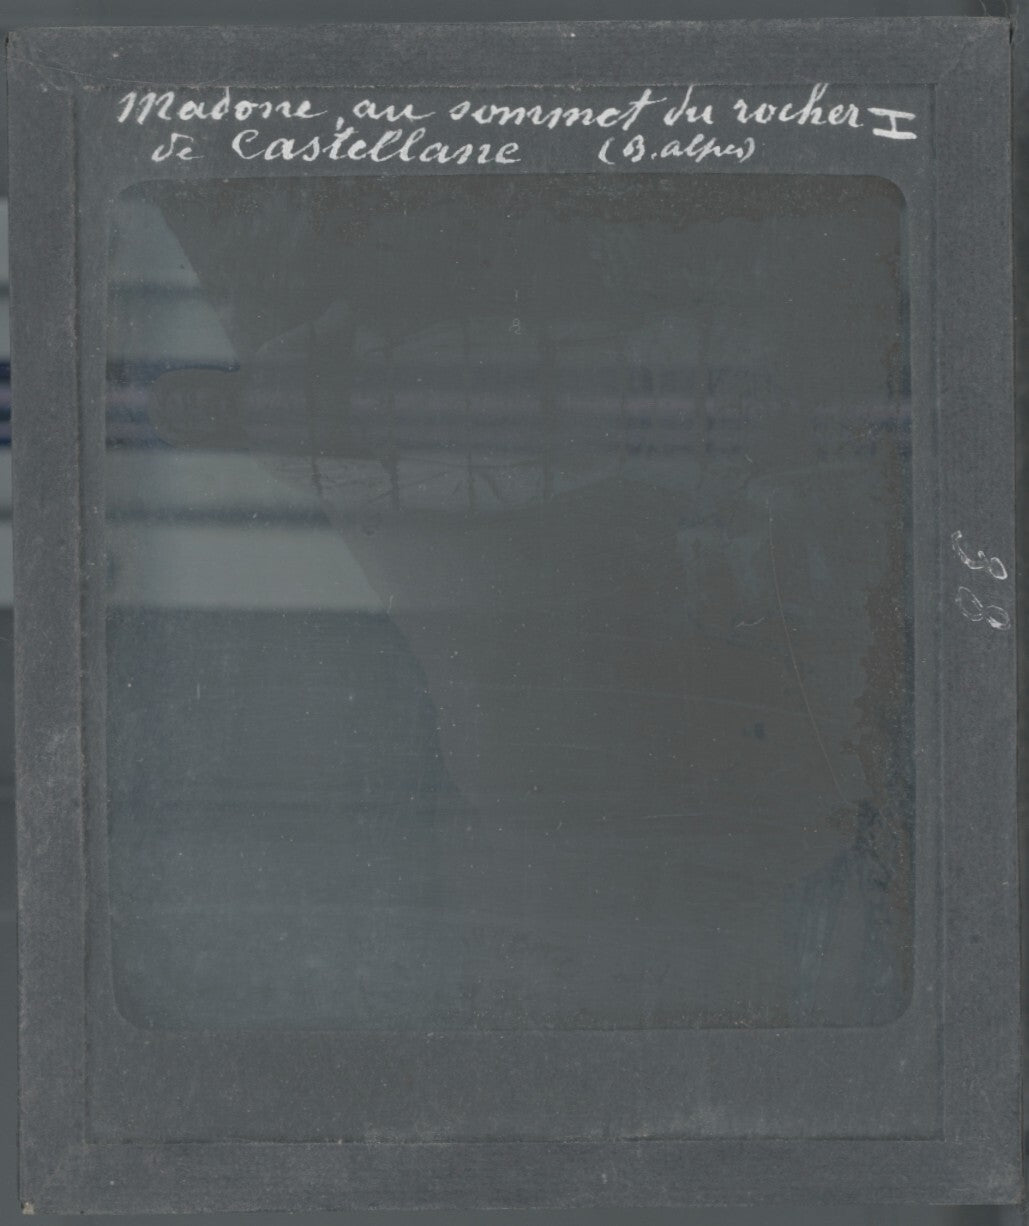 Madone, au sommet du rocher
de Castellane (B. alpes)
I
38